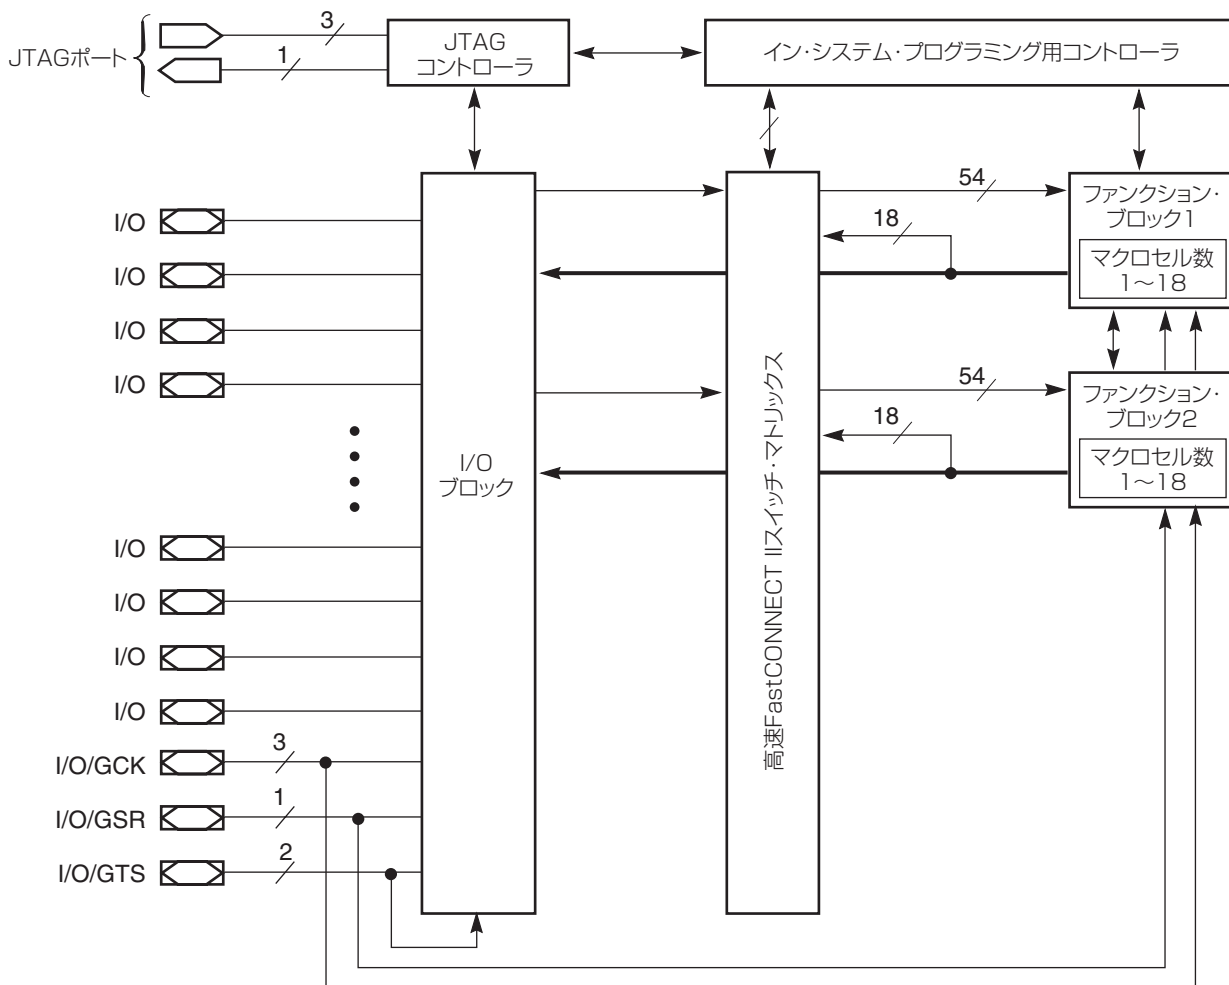 JTAGポート
3
1
JTAG
コントローラ
イン・システム・プログラミング用コントローラ
I/O
I/O
I/O
I/O
I/O
I/O
I/O
I/O
I/O/GCK
3
I/O/GSR
1
I/O/GTS
2
I/O
ブロック
高速FastCONNECT IIスイッチ・マトリックス
54
18
ファンクション・
ブロック1
マクロセル数
1～18
54
18
ファンクション・
ブロック2
マクロセル数
1～18